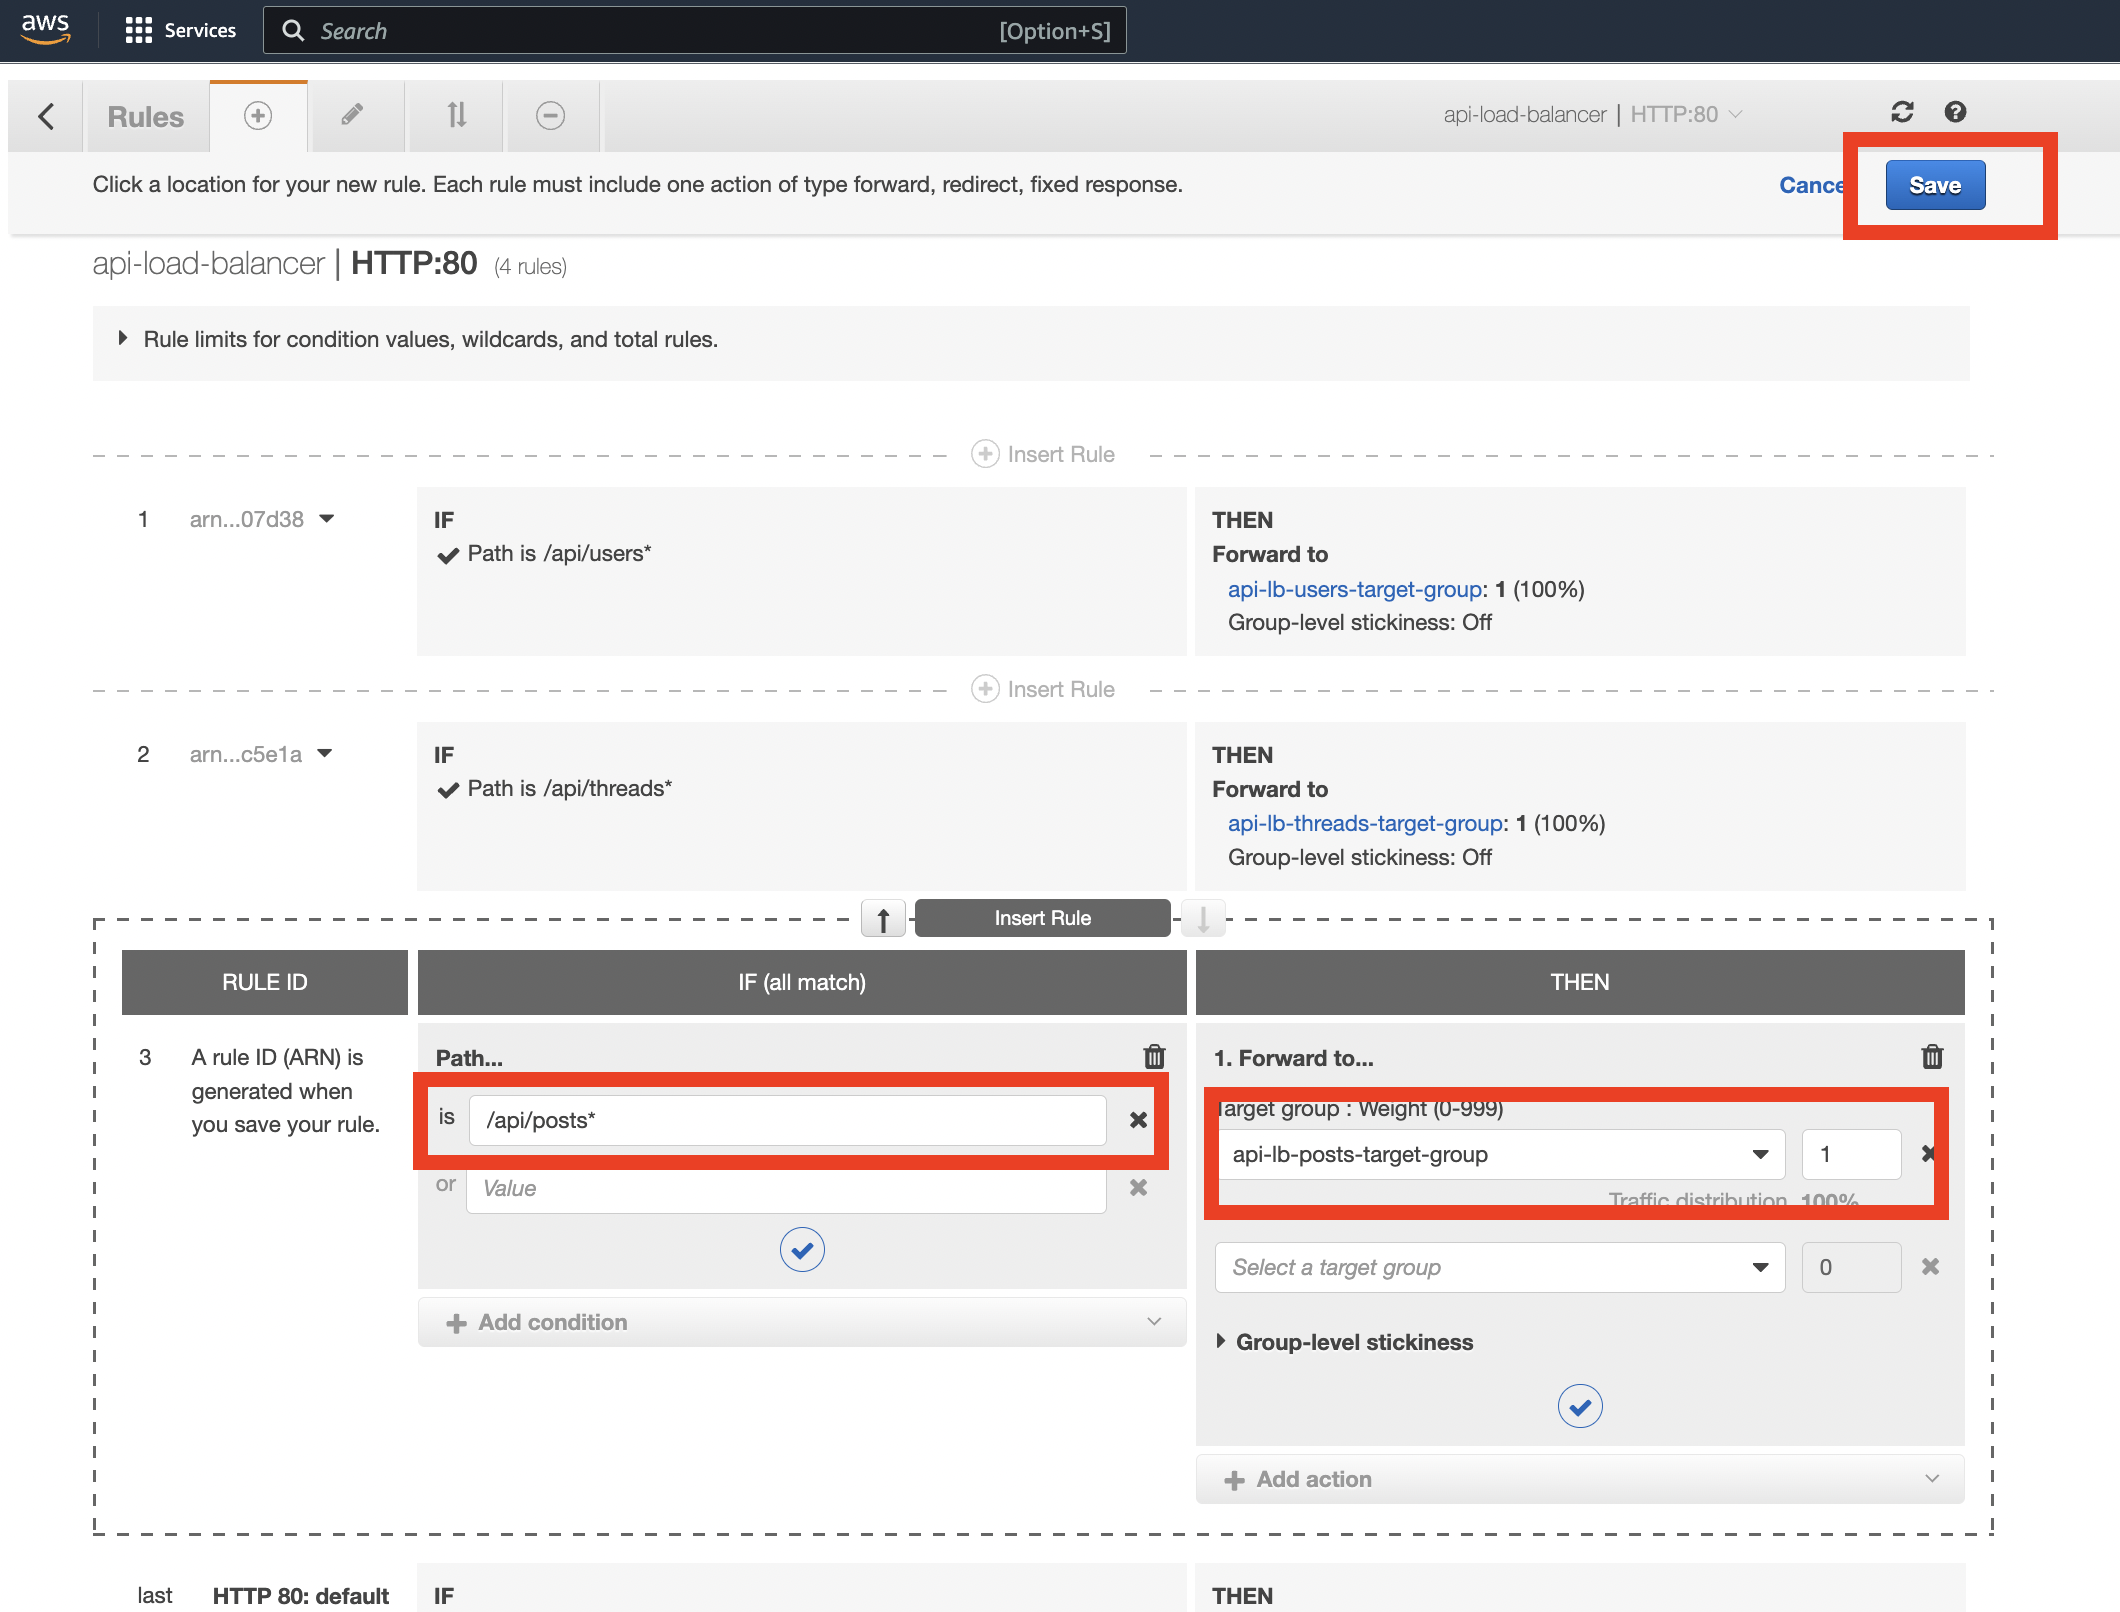 aws Services Search [Option+S]
Rules api-load-balancer | HTTP:80
Click a location for your new rule. Each rule must include one action of type forward, redirect, fixed response. Cance Save
api-load-balancer | HTTP:80 (4 rules)
Rule limits for condition values, wildcards, and total rules.
Insert Rule
1 arn...07d38 IF THEN
Path is /api/users* Forward to
api-lb-users-target-group: 1 (100%)
Group-level stickiness: Off
Insert Rule
2 arn...c5e1a IF THEN
Path is /api/threads* Forward to
api-lb-threads-target-group: 1 (100%)
Group-level stickiness: Off
Insert Rule
RULE ID IF (all match) THEN
3 A rule ID (ARN) is
generated when
you save your rule.
Path...
is /api/posts*
or Value
Add condition
1. Forward to...
Target group : Weight (0-999)
api-lb-posts-target-group 1
Traffic distribution 100%
Select a target group 0
Group-level stickiness
Add action
last HTTP 80: default IF THEN